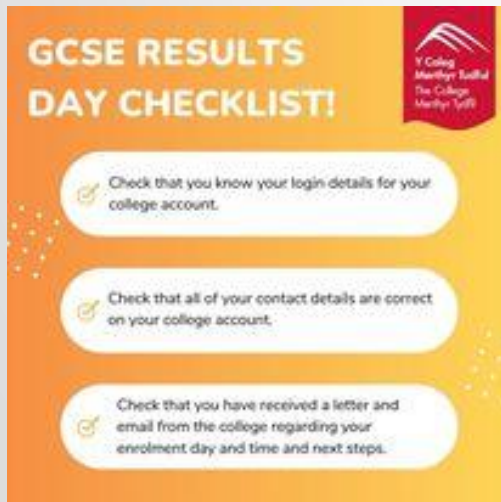 GCSE RESULTS
DAY CHECKLIST!
Y Coleg
Merthyr Tudful
The College
Merthyr Tydfil
Check that you know your login details for your
college account.
Check that all of your contact details are correct
on your college account.
Check that you have received a letter and
email from the college regarding your
enrolment day and time and next steps.